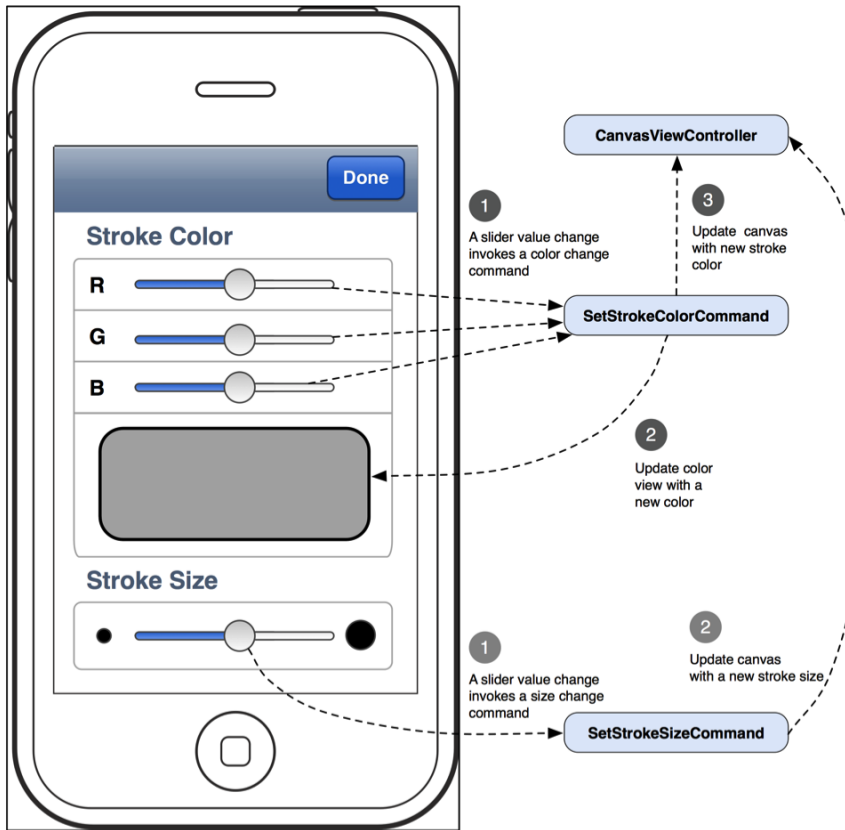 Done
Stroke Color
R
G
B
Stroke Size
CanvasViewController
1
A slider value change
invokes a color change
command
3
Update canvas
with new stroke
color
SetStrokeColorCommand
2
Update color
view with a
new color
1
A slider value change
invokes a size change
command
2
Update canvas
with a new stroke size
SetStrokeSizeCommand